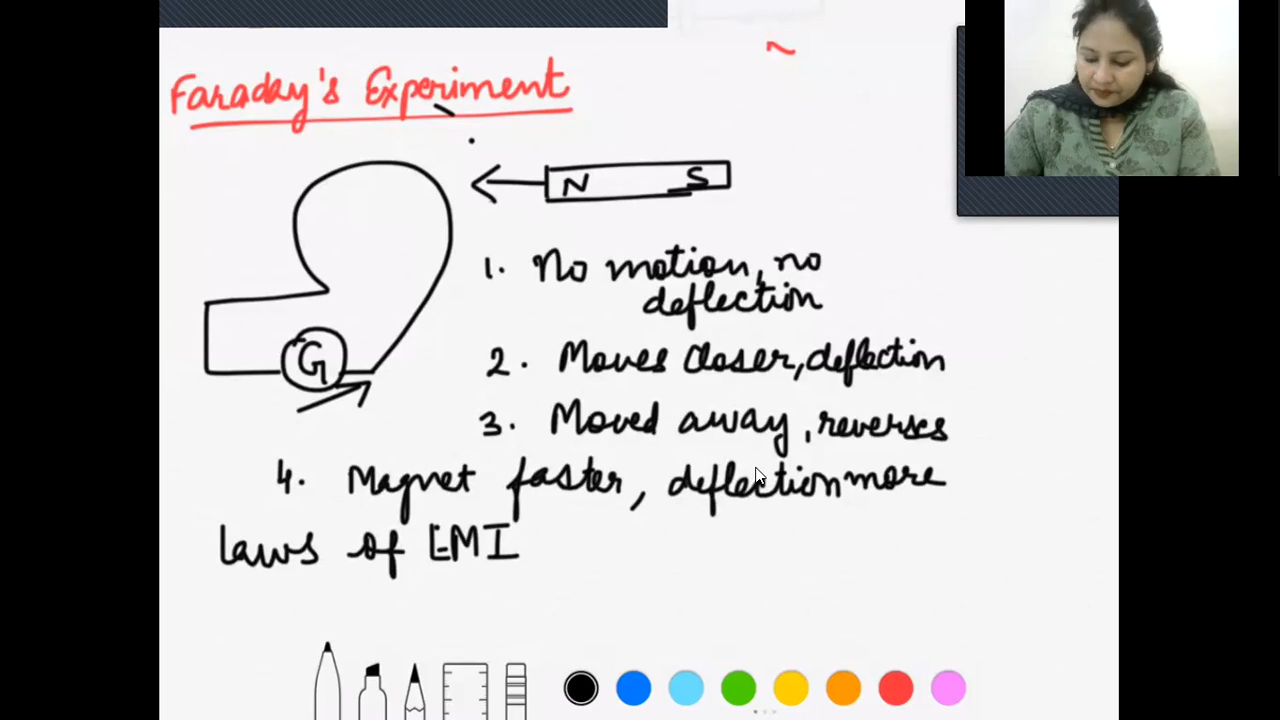 Faraday's Experiment
N S
1. No motion, no
deflection
G
2. Moves closer, deflection
3. Moved away, reverses
4. Magnet faster, deflection more
laws of EMI